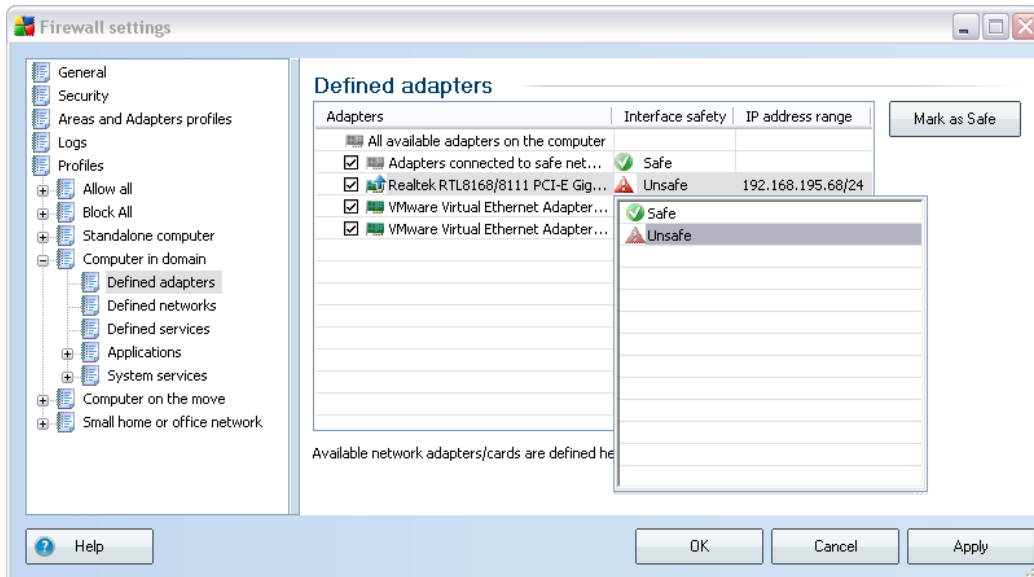 Firewall settings
General
Security
Areas and Adapters profiles
Logs
Profiles
Allow all
Block All
Standalone computer
Computer in domain
Defined adapters
Defined networks
Defined services
Applications
System services
Computer on the move
Small home or office network
Defined adapters
Adapters Interface safety IP address range
All available adapters on the computer
Adapters connected to safe net... Safe
Realtek RTL8168/8111 PCI-E Gig... Unsafe 192.168.195.68/24
VMware Virtual Ethernet Adapter...
VMware Virtual Ethernet Adapter...
Safe
Unsafe
Mark as Safe
Available network adapters/cards are defined he
Help
OK
Cancel
Apply